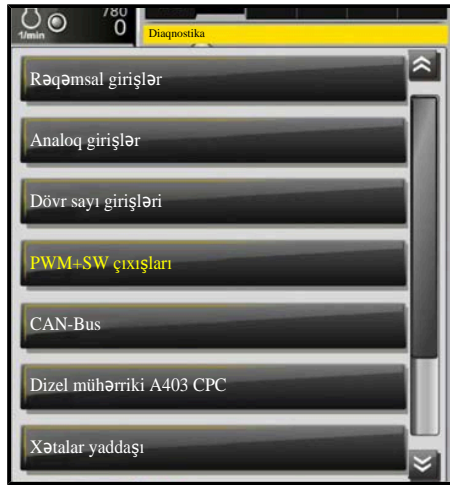 780
1/min
0
Diaqnostika
Rəqəmsal girişlər
Analoq girişlər
Dövr sayı girişləri
PWM+SW çıxışları
CAN-Bus
Dizel mühərriki A403 CPC
Xətalar yaddaşı